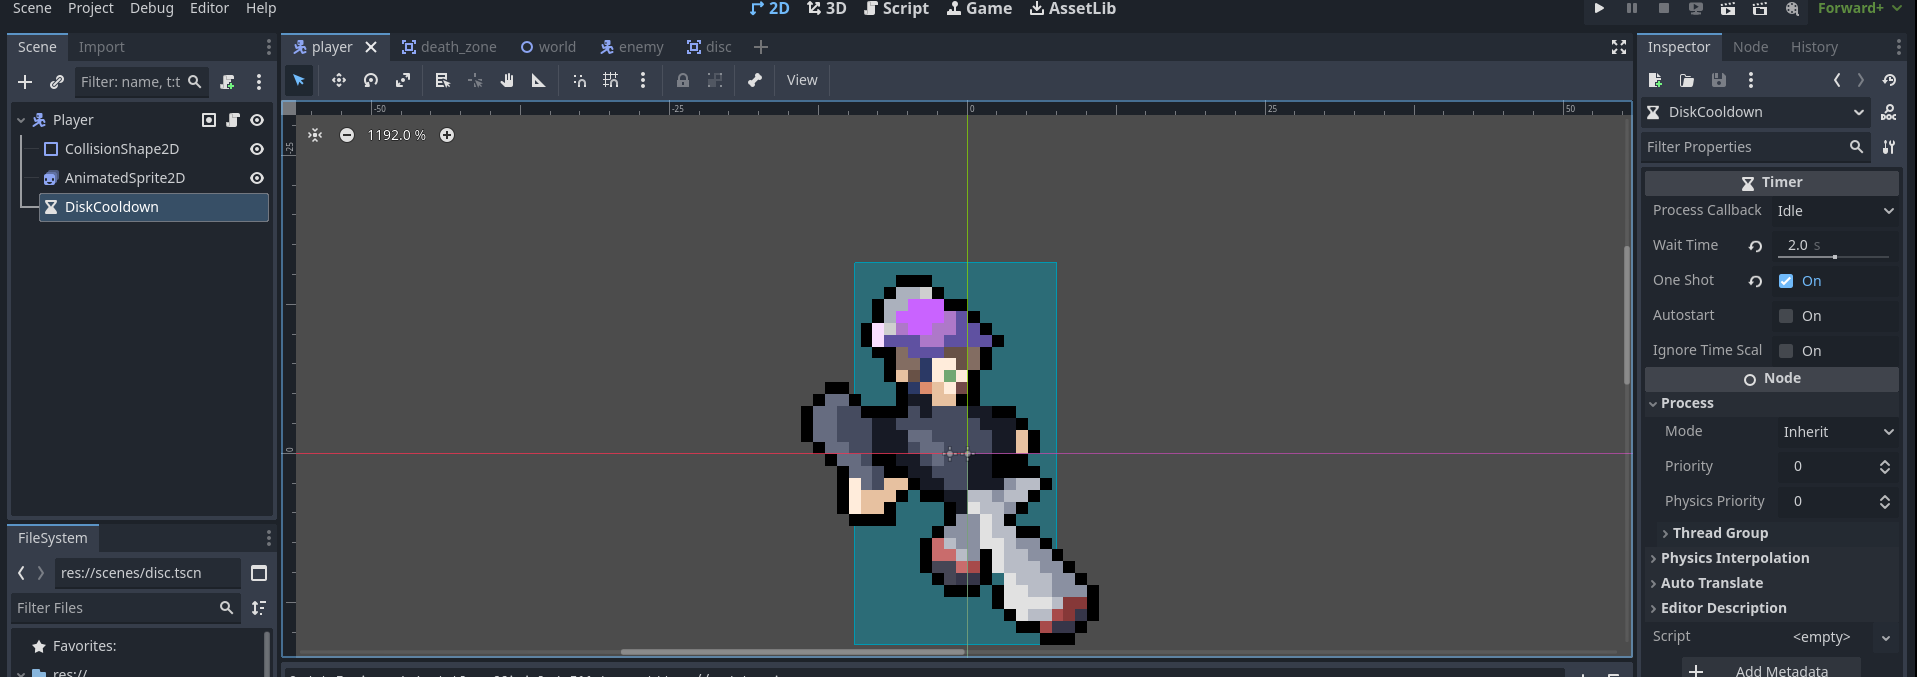 Scene Project Debug Editor Help
2D 3D Script Game AssetLib
Forward+
Scene Import
Filter: name, t:t
Player
CollisionShape2D
AnimatedSprite2D
DiskCooldown
FileSystem
res://scenes/disc.tscn
Filter Files
Favorites:
res://
player death_zone world enemy disc
View
-50 -25 0 25 50
-25
0
1192.0 %
Inspector Node History
DiskCooldown
Filter Properties
Timer
Process Callback Idle
Wait Time 2.0 s
One Shot On
Autostart On
Ignore Time Scal On
Node
Process
Mode Inherit
Priority 0
Physics Priority 0
Thread Group
Physics Interpolation
Auto Translate
Editor Description
Script <empty>
Add Metadata